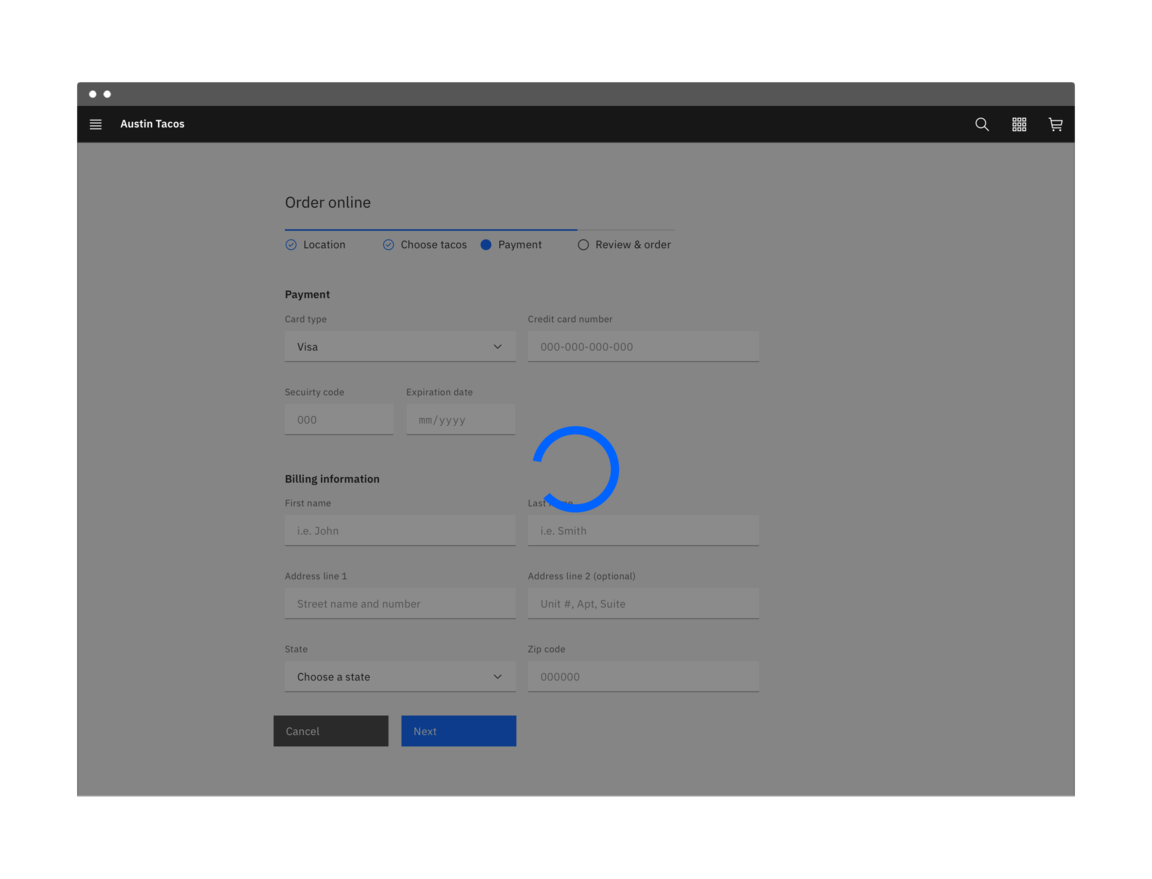 Austin Tacos
Order online
Location Choose tacos Payment Review & order
Payment
Card type Credit card number
Visa 000-000-000-000
Secuirty code Expiration date
000 mm/yyyy
Billing information
First name Last
i.e. John i.e. Smith
Address line 1 Address line 2 (optional)
Street name and number Unit #, Apt, Suite
State Zip code
Choose a state 000000
Cancel Next